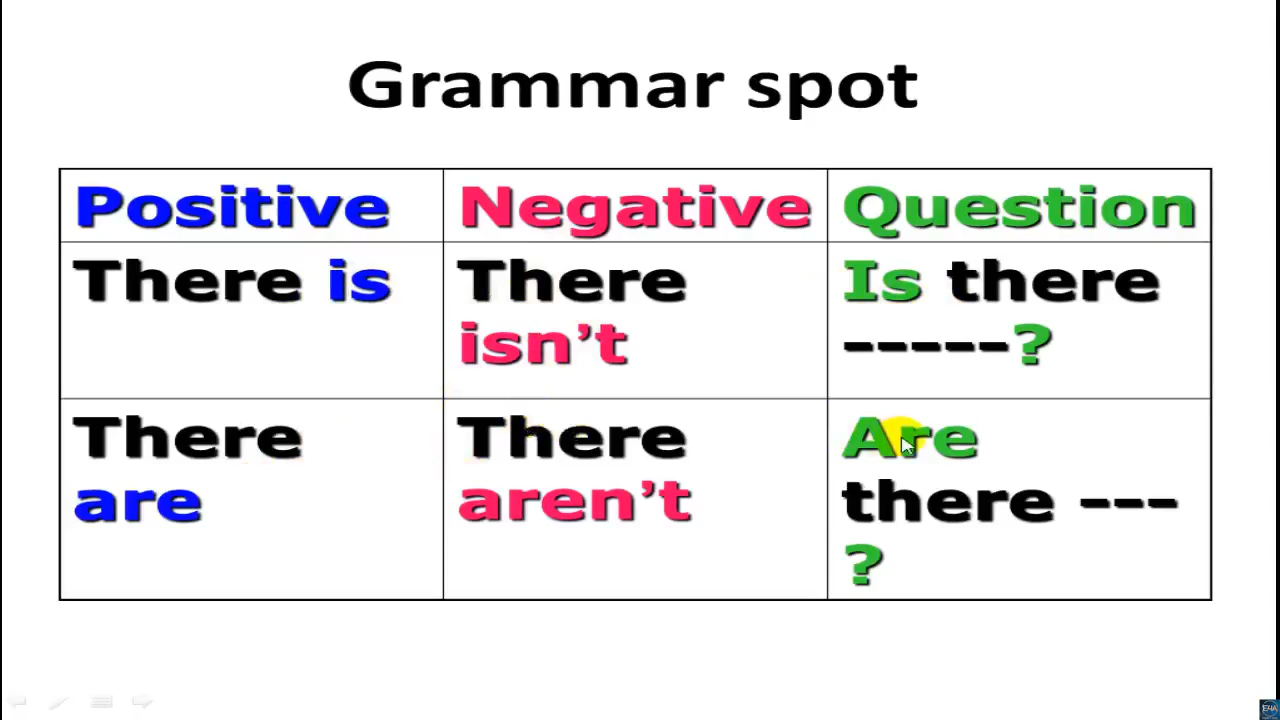 Grammar spot
Positive Negative Question
There is
There
isn’t
Is there
-----?
There
are
There
aren’t
Are
there ---
?